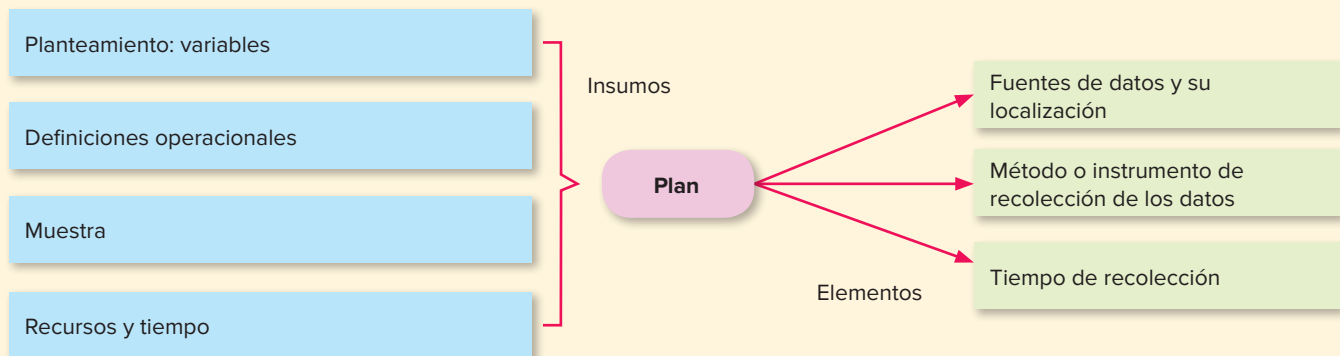 Planteamiento: variables
Definiciones operacionales
Muestra
Recursos y tiempo
Insumos
Plan
Elementos
Fuentes de datos y su
localización
Método o instrumento de
recolección de los datos
Tiempo de recolección